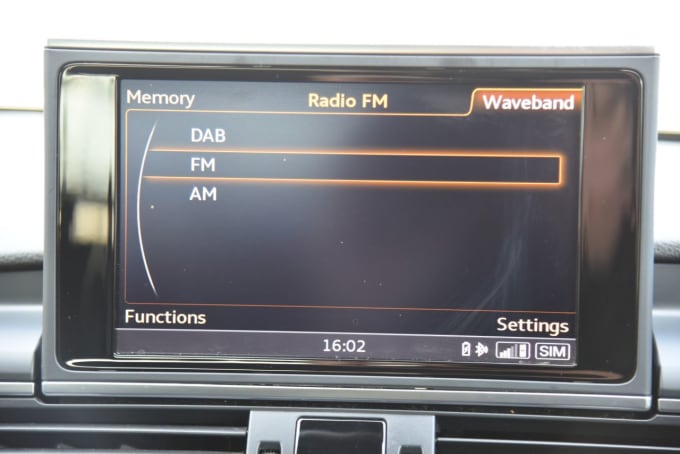 Memory Radio FM Waveband
DAB
FM
AM
Functions Settings
16:02 SIM